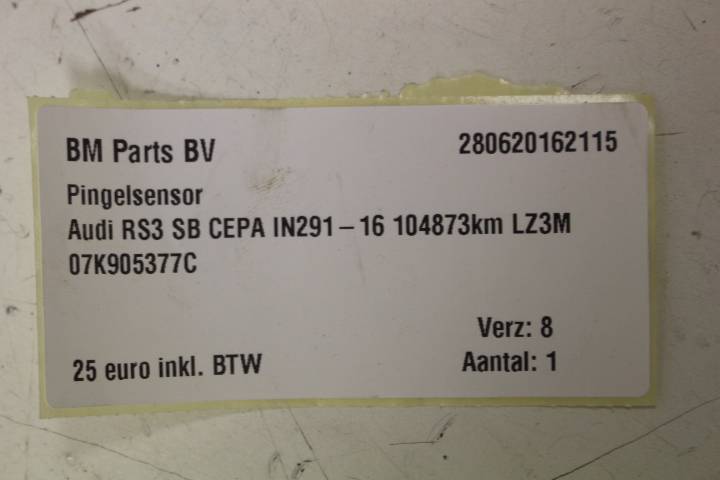 BM Parts BV 280620162115
Pingelsensor
Audi RS3 SB CEPA IN291-16 104873km LZ3M
07K905377C
Verz: 8
25 euro inkl. BTW Aantal: 1